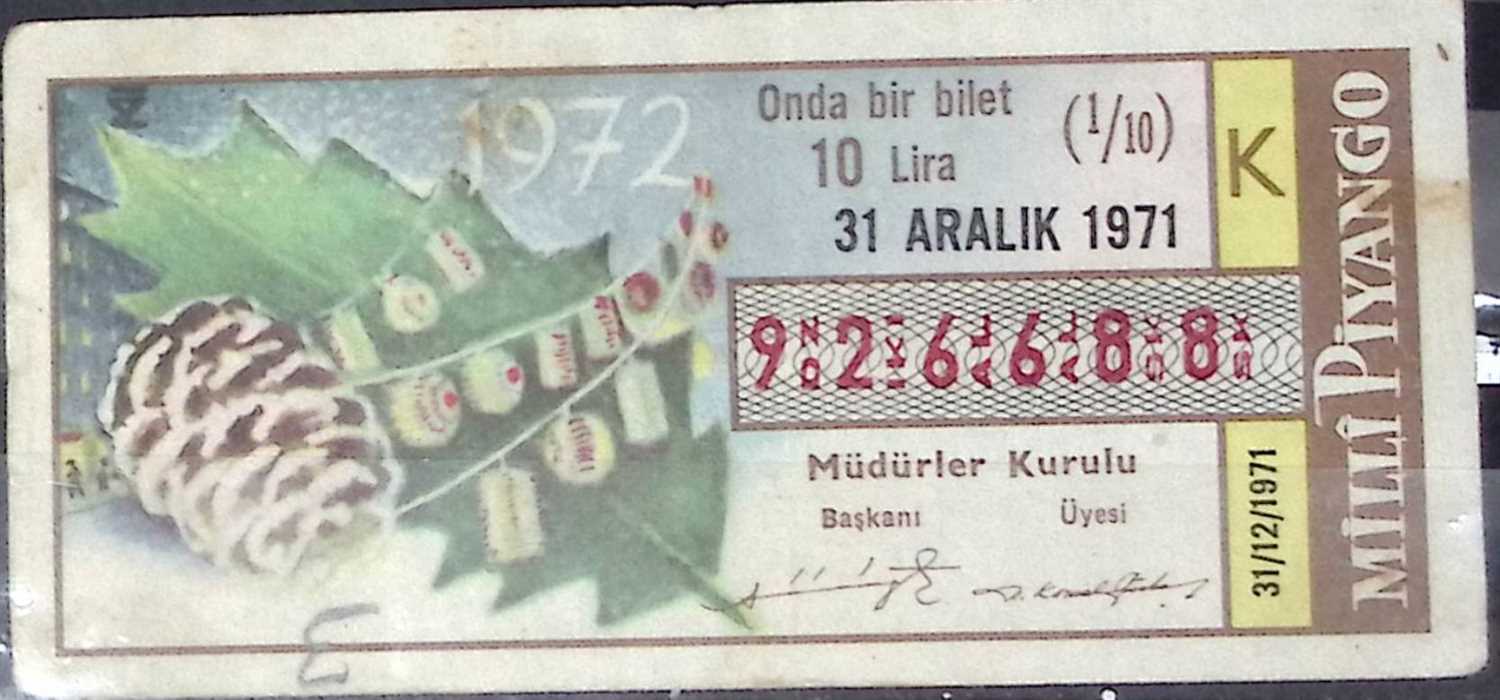 1972
Onda bir bilet (1/10)
10 Lira
31 ARALIK 1971
K
9 2 6 6 8 8
Müdürler Kurulu
Başkanı Üyesi
31/12/1971
MİLLÎ PİYANGO
3